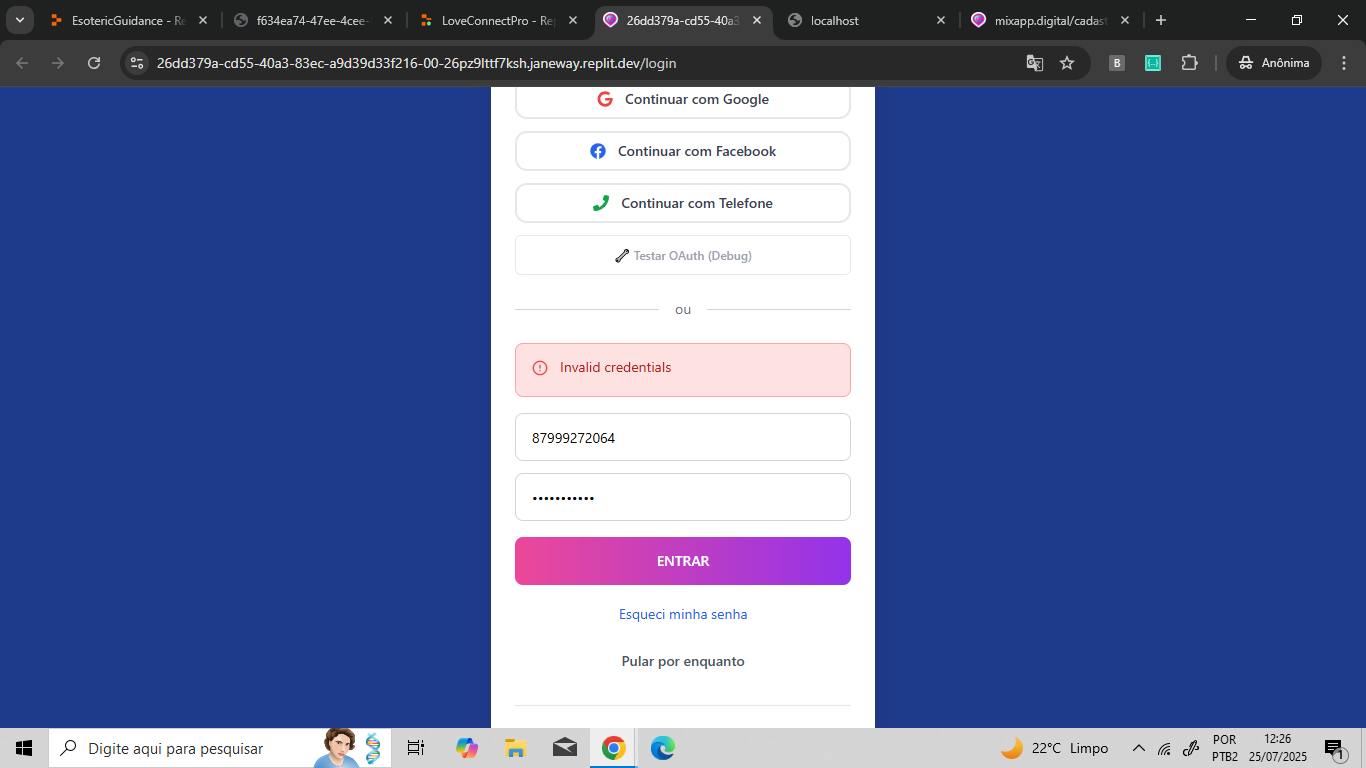 EsotericGuidance - Re
f634ea74-47ee-4cee-
LoveConnectPro - Rep
26dd379a-cd55-40a3
localhost
mixapp.digital/cadast
26dd379a-cd55-40a3-83ec-a9d39d33f216-00-26pz9lttf7ksh.janeway.replit.dev/login
B
Anônima
Continuar com Google
Continuar com Facebook
Continuar com Telefone
Testar OAuth (Debug)
ou
Invalid credentials
87999272064
•••••••••••
ENTRAR
Esqueci minha senha
Pular por enquanto
Digite aqui para pesquisar
22°C Limpo
POR
PTB2
12:26
25/07/2025
1